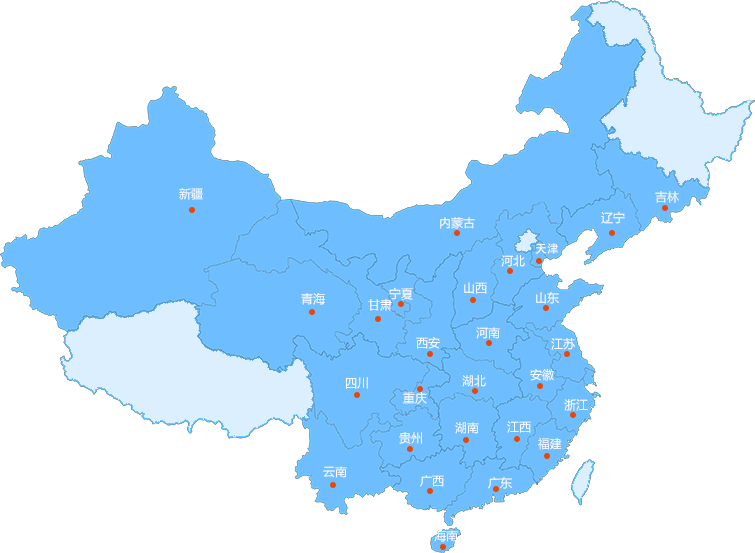 新疆
吉林
辽宁
内蒙古
天津
河北
山西
宁夏
青海
甘肃
山东
河南
西安
江苏
安徽
湖北
四川
重庆
浙江
江西
湖南
贵州
福建
云南
广西
广东
海南